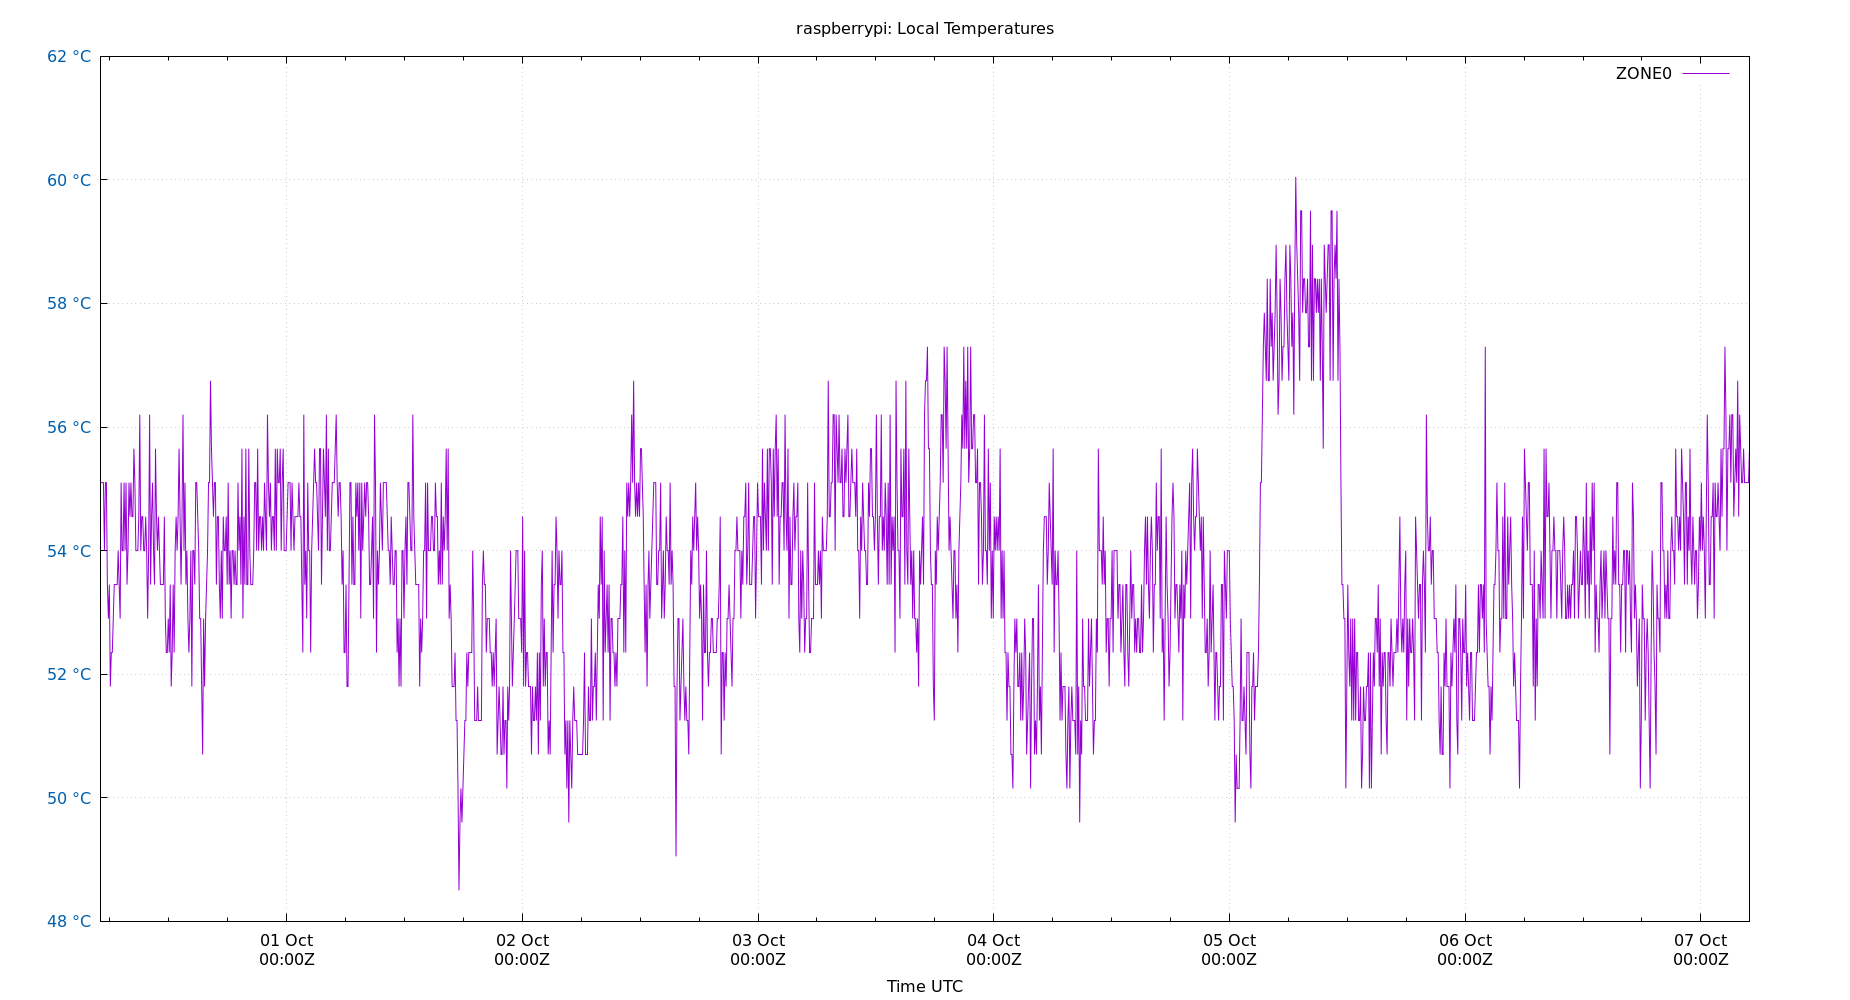 raspberrypi: Local Temperatures
62 °C
ZONE0
60 °C
58 °C
56 °C
54 °C
52 °C
50 °C
48 °C
01 Oct 02 Oct 03 Oct 04 Oct 05 Oct 06 Oct 07 Oct
00:00Z 00:00Z 00:00Z 00:00Z 00:00Z 00:00Z 00:00Z
Time UTC